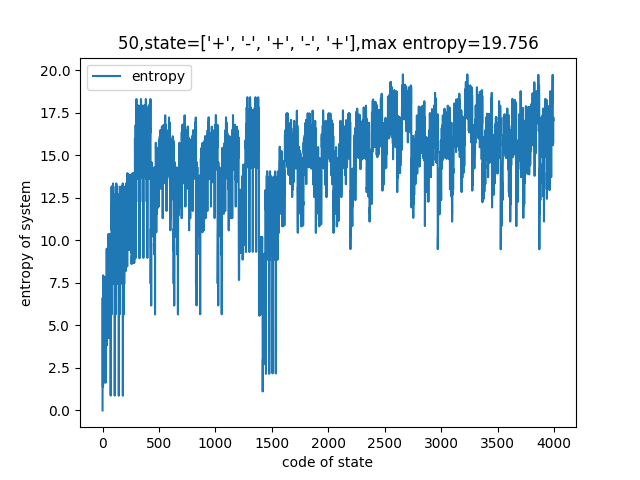 50,state=['+', '-', '+', '-', '+'],max entropy=19.756
entropy
20.0
17.5
15.0
12.5
10.0
7.5
5.0
2.5
0.0
entropy of system
0 500 1000 1500 2000 2500 3000 3500 4000
code of state